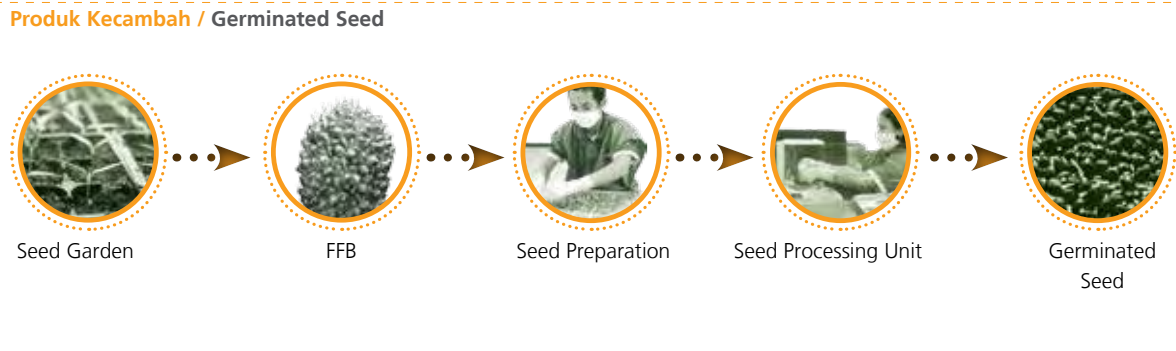 Produk Kecambah / Germinated Seed
Seed Garden
FFB
Seed Preparation
Seed Processing Unit
Germinated
Seed